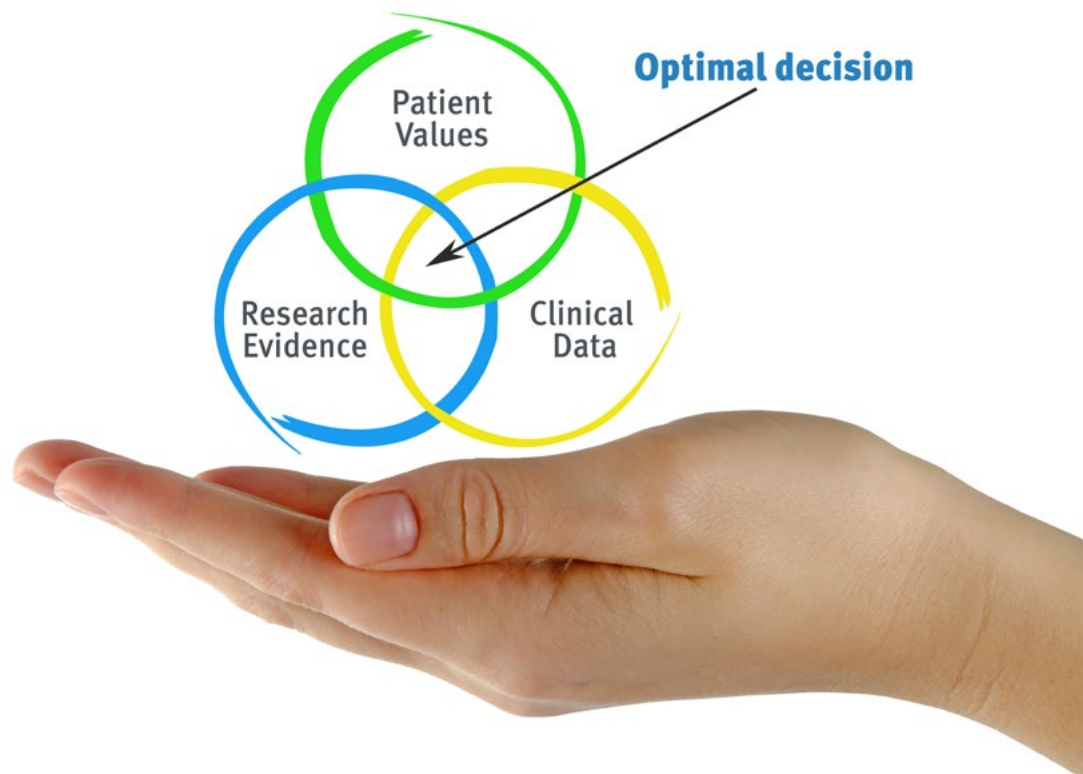 Optimal decision
Patient
Values
Research
Evidence
Clinical
Data